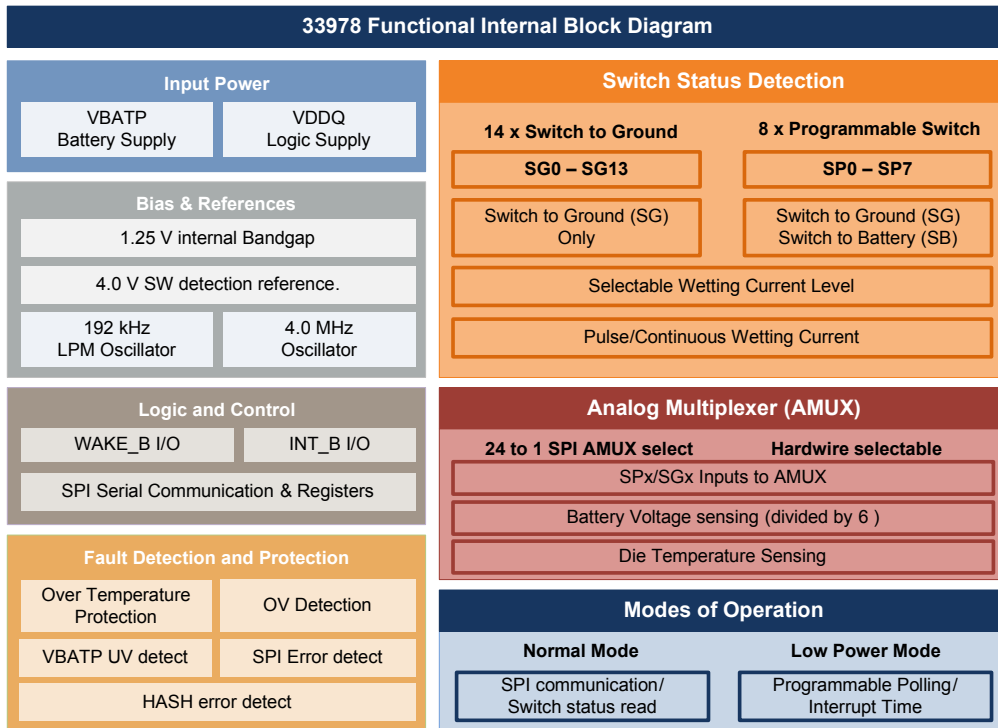 33978 Functional Internal Block Diagram
Input Power
VBATP
Battery Supply
VDDQ
Logic Supply
Bias & References
1.25 V internal Bandgap
4.0 V SW detection reference.
192 kHz
LPM Oscillator
4.0 MHz
Oscillator
Logic and Control
WAKE_B I/O
INT_B I/O
SPI Serial Communication & Registers
Fault Detection and Protection
Over Temperature
Protection
OV Detection
VBATP UV detect
SPI Error detect
HASH error detect
Switch Status Detection
14 x Switch to Ground
8 x Programmable Switch
SG0 – SG13
SP0 – SP7
Switch to Ground (SG)
Only
Switch to Ground (SG)
Switch to Battery (SB)
Selectable Wetting Current Level
Pulse/Continuous Wetting Current
Analog Multiplexer (AMUX)
24 to 1 SPI AMUX select
Hardwire selectable
SPx/SGx Inputs to AMUX
Battery Voltage sensing (divided by 6 )
Die Temperature Sensing
Modes of Operation
Normal Mode
Low Power Mode
SPI communication/
Switch status read
Programmable Polling/
Interrupt Time